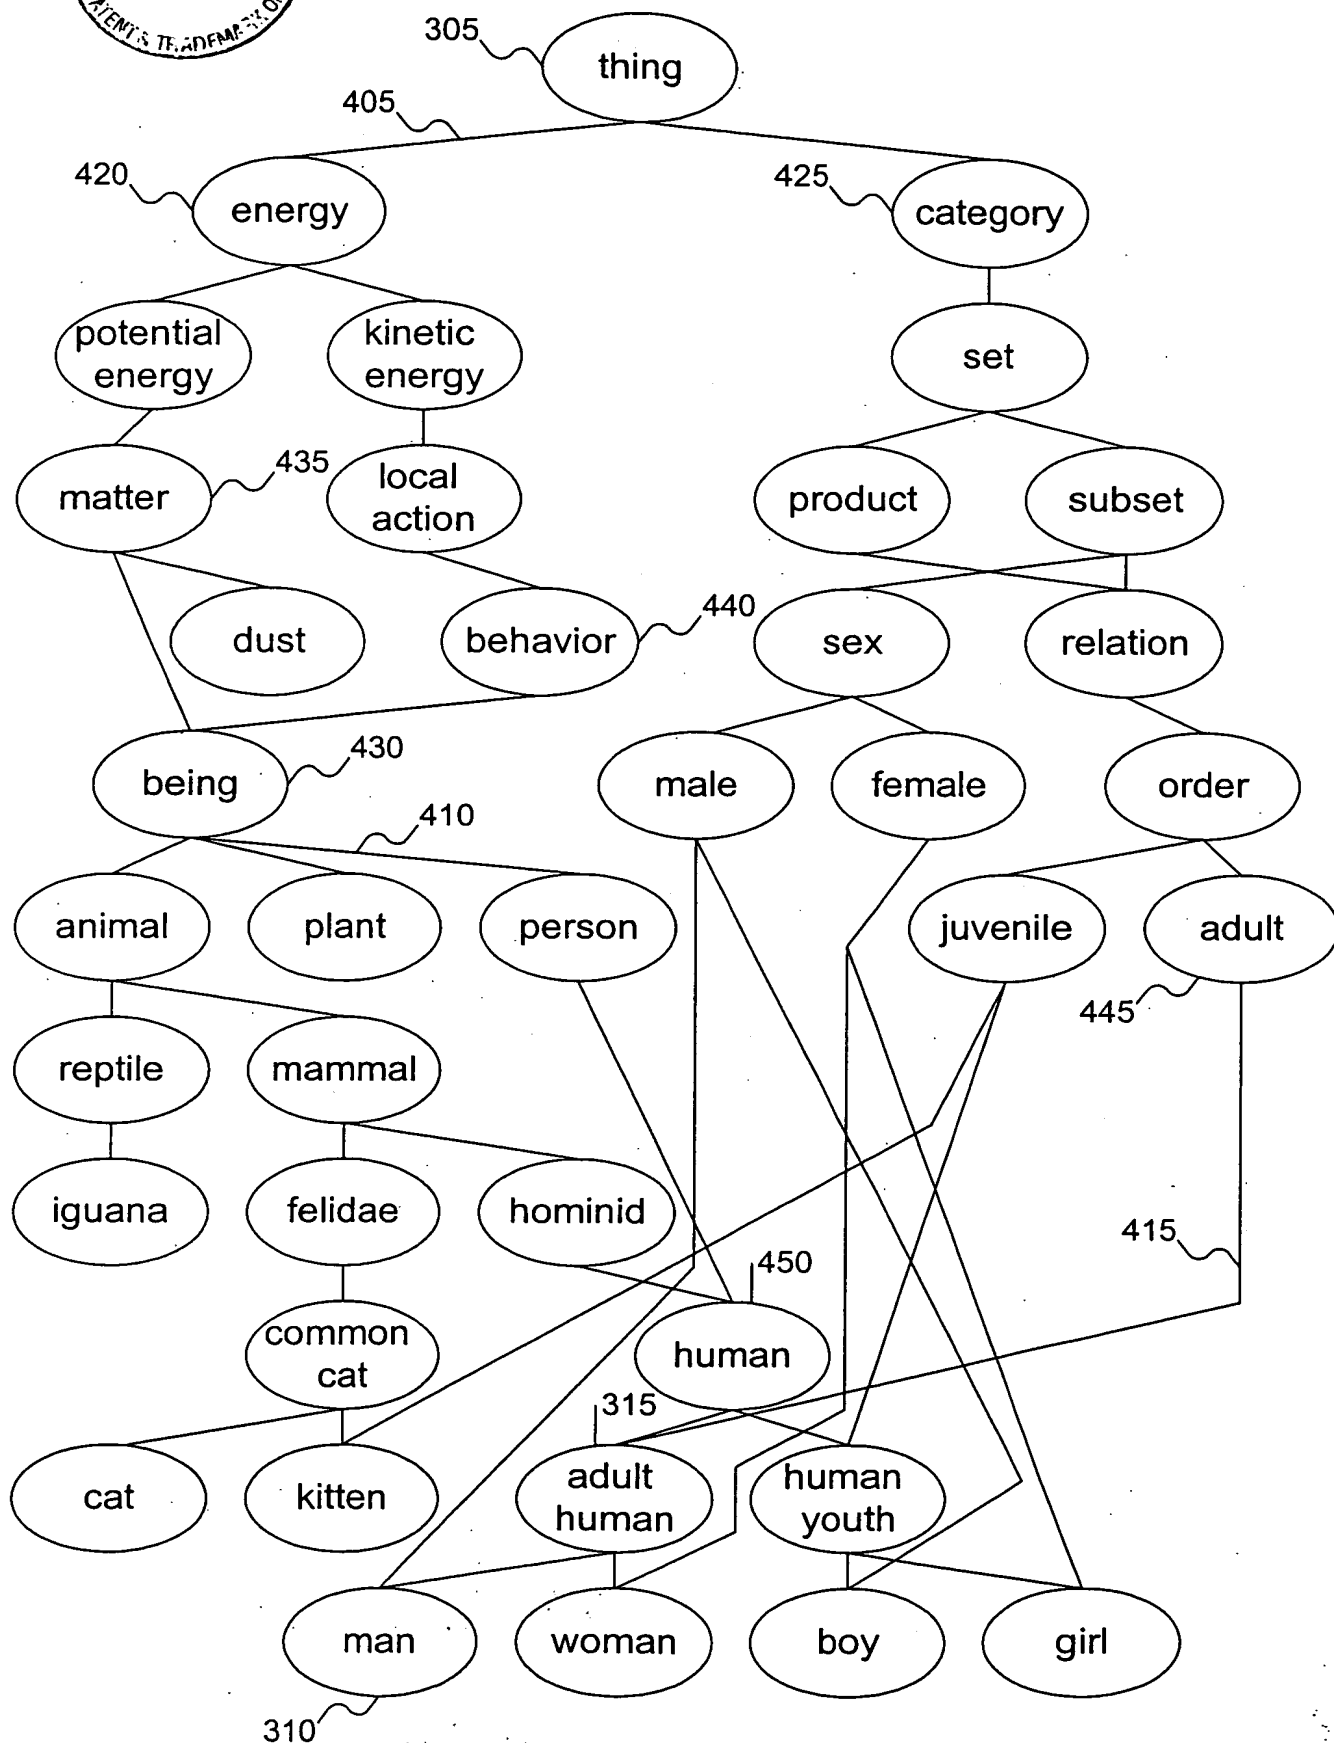 PATENT & TRADEMARK
305
thing
405
420
energy
425
category
potential
energy
kinetic
energy
set
matter
435
local
action
product
subset
dust
behavior
440
sex
relation
being
430
male
female
order
410
animal
plant
person
juvenile
adult
445
reptile
mammal
iguana
felidae
hominid
415
450
common
cat
human
315
cat
kitten
adult
human
human
youth
man
woman
boy
girl
310